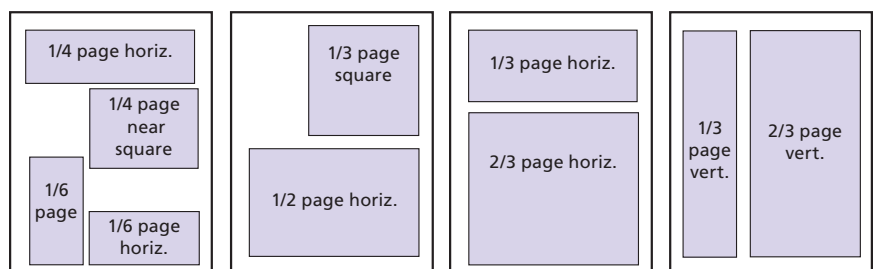 1/4 page horiz.
1/4 page
near
square
1/6
page
1/6 page
horiz.
1/3 page
square
1/2 page horiz.
1/3 page horiz.
2/3 page horiz.
1/3
page
vert.
2/3 page
vert.